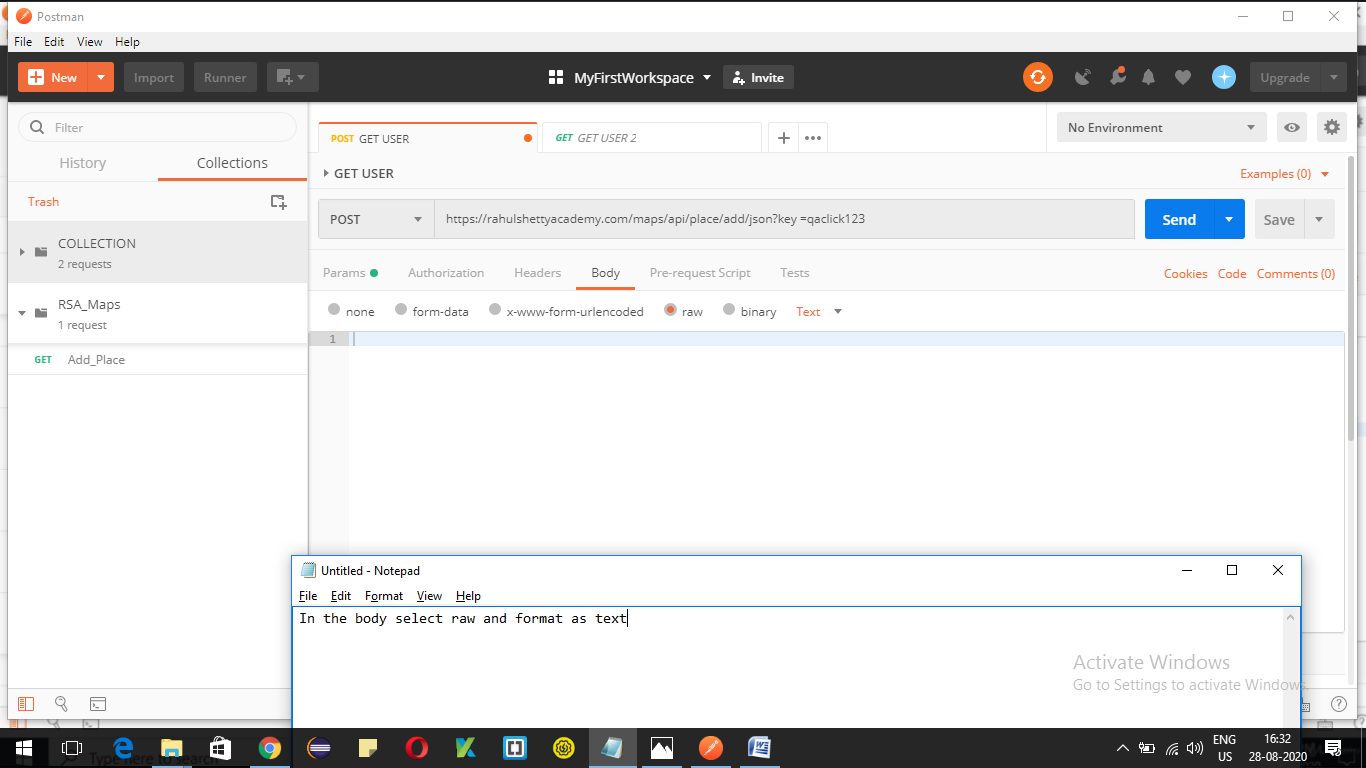 Postman
File Edit View Help
New Import Runner MyFirstWorkspace Invite Upgrade
Filter
History Collections
Trash
COLLECTION
2 requests
RSA_Maps
1 request
GET Add_Place
POST GET USER GET GET USER 2 No Environment
GET USER Examples (0)
POST https://rahulshettyacademy.com/maps/api/place/add/json?key =qaclick123 Send Save
Params Authorization Headers Body Pre-request Script Tests Cookies Code Comments (0)
none form-data x-www-form-urlencoded raw binary Text
1
Untitled - Notepad
File Edit Format View Help
In the body select raw and format as text
Activate Windows
Go to Settings to activate Windows.
Type here to search
ENG
US
16:32
28-08-2020